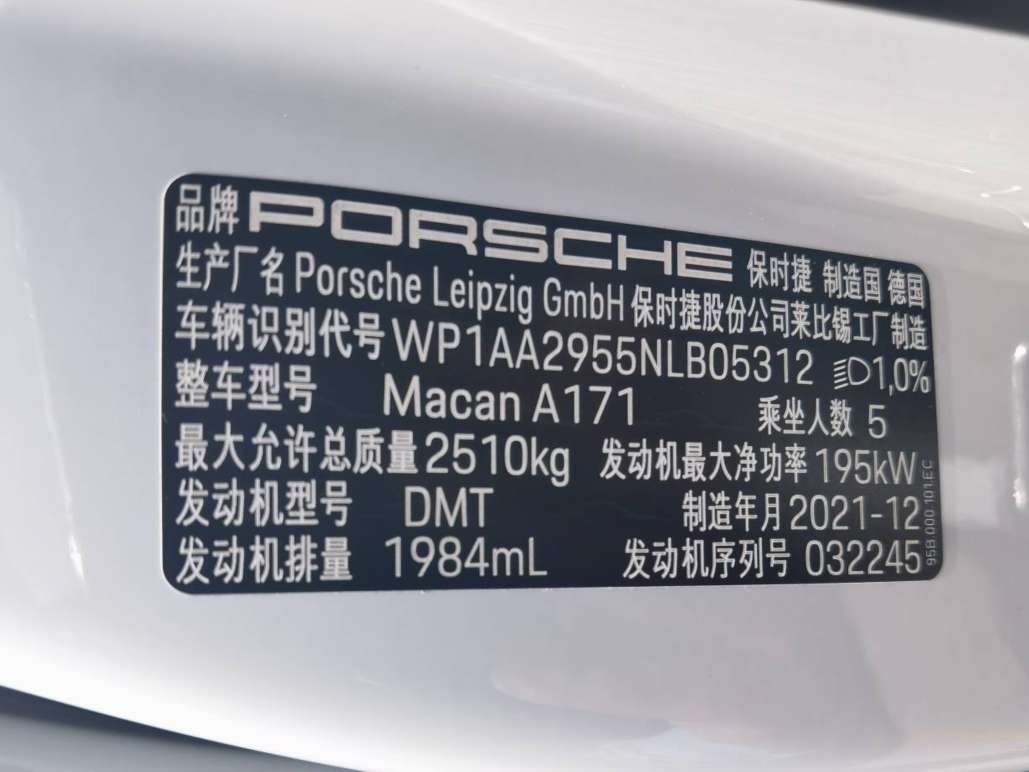 品牌 PORSCHE 保时捷 制造国 德国
生产厂名 Porsche Leipzig GmbH 保时捷股份公司莱比锡工厂制造
车辆识别代号 WP1AA2955NLB05312 1,0%
整车型号 Macan A171 乘坐人数 5
最大允许总质量 2510kg 发动机最大净功率 195kW
发动机型号 DMT 制造年月 2021-12
发动机排量 1984mL 发动机序列号 032245
95B 000 101.EC